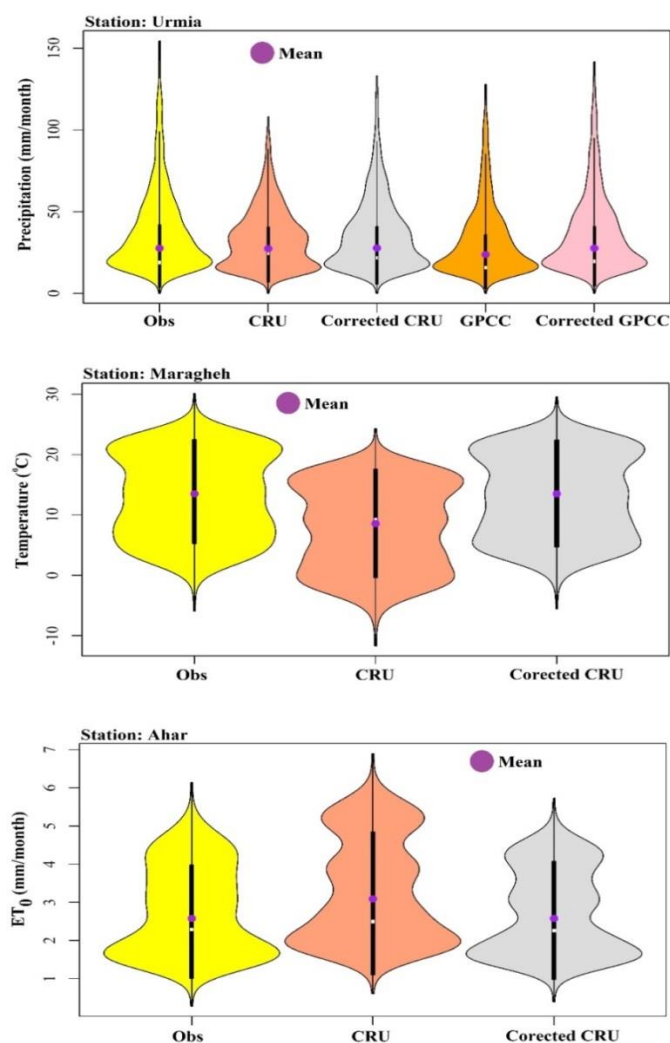 Station: Urmia
Mean
Precipitation (mm/month)
150
100
50
0
Obs
CRU
Corrected CRU
GPCC
Corrected GPCC
Station: Maragheh
Mean
Temperature (⁰C)
30
20
10
0
-10
Obs
CRU
Corected CRU
Station: Ahar
Mean
ET₀ (mm/month)
7
6
5
4
3
2
1
Obs
CRU
Corected CRU